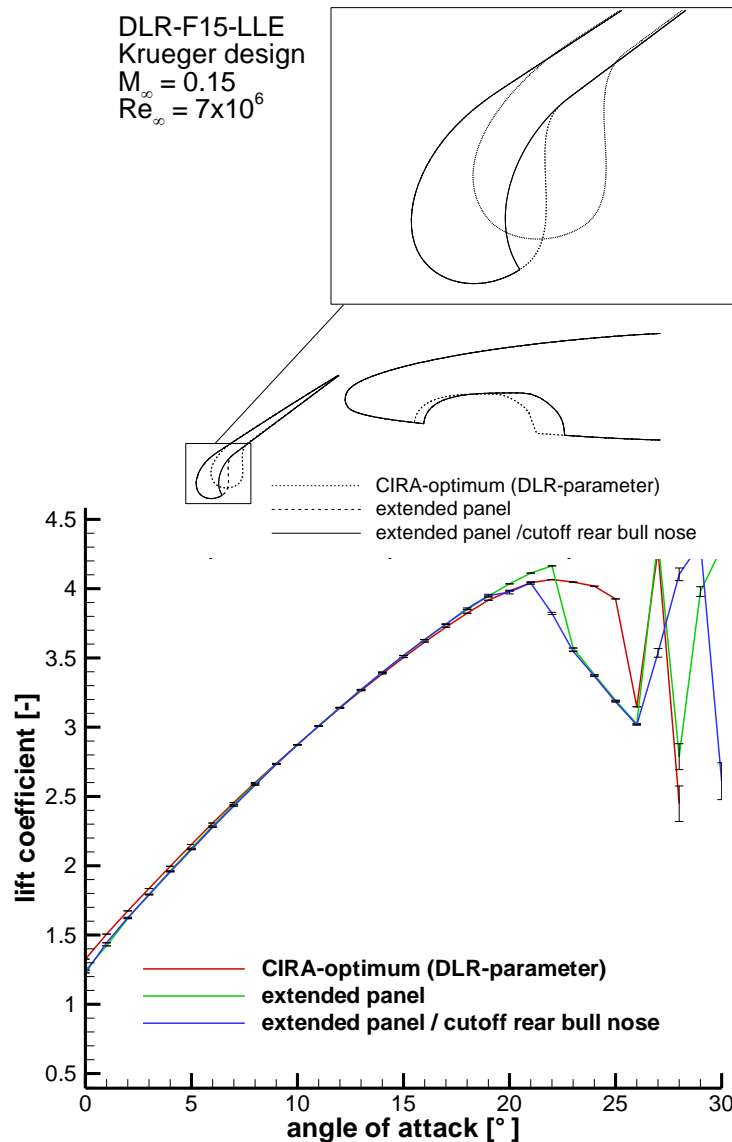 DLR-F15-LLE
Krueger design
M∞ = 0.15
Re∞ = 7x10⁶
CIRA-optimum (DLR-parameter)
extended panel
extended panel /cutoff rear bull nose
4.5
4
3.5
3
2.5
2
1.5
1
0.5
lift coefficient [-]
CIRA-optimum (DLR-parameter)
extended panel
extended panel / cutoff rear bull nose
0 5 10 15 20 25 30
angle of attack [°]